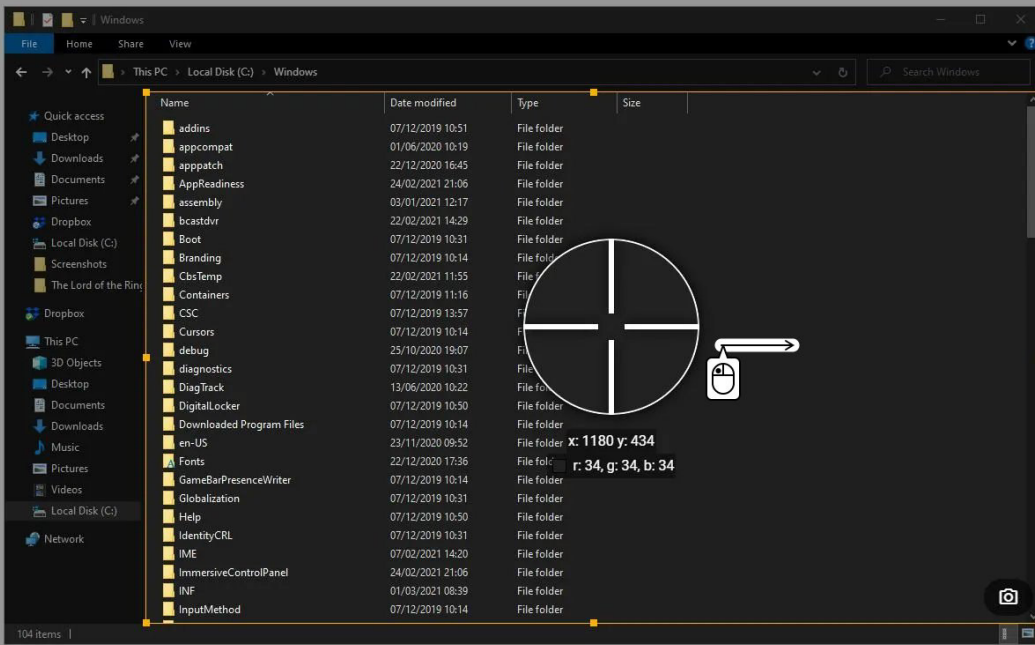 Windows
File Home Share View
This PC > Local Disk (C:) > Windows
Search Windows
Quick access
Desktop
Downloads
Documents
Pictures
Dropbox
Local Disk (C:)
Screenshots
The Lord of the Rin
Dropbox
This PC
3D Objects
Desktop
Documents
Downloads
Music
Pictures
Videos
Local Disk (C:)
Network
Name Date modified Type Size
addins 07/12/2019 10:51 File folder
appcompat 01/06/2020 10:19 File folder
apppatch 22/12/2020 16:45 File folder
AppReadiness 24/02/2021 21:06 File folder
assembly 03/01/2021 12:17 File folder
bcastdvr 22/02/2021 14:29 File folder
Boot 07/12/2019 10:31 File folder
Branding 07/12/2019 10:14 File fold
CbsTemp 22/02/2021 11:55 File
Containers 07/12/2019 11:16 Fil
CSC 07/12/2019 13:57 F
Cursors 07/12/2019 10:14 F
debug 25/10/2020 19:07 File
diagnostics 07/12/2019 10:31 File
DiagTrack 13/06/2020 10:22 File fo
DigitalLocker 07/12/2019 10:50 File folder
Downloaded Program Files 07/12/2019 10:14 File folder
en-US 23/11/2020 09:52 File folder
Fonts 22/12/2020 17:36 File fold
GameBarPresenceWriter 07/12/2019 10:14 File folder
Globalization 07/12/2019 10:31 File folder
Help 07/12/2019 10:50 File folder
IdentityCRL 07/12/2019 10:31 File folder
IME 07/02/2021 14:20 File folder
ImmersiveControlPanel 24/02/2021 21:06 File folder
INF 01/03/2021 08:39 File folder
InputMethod 07/12/2019 10:14 File folder
x: 1180 y: 434
r: 34, g: 34, b: 34
104 items